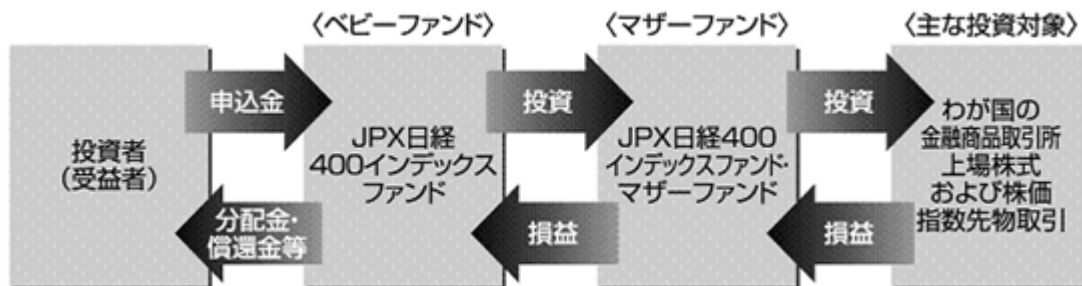 〈ベビーファンド〉
〈マザーファンド〉
〈主な投資対象〉
申込金
投資
投資
投資者
(受益者)
JPX日経
400インデックス
ファンド
JPX日経400
インデックスファンド・
マザーファンド
わが国の
金融商品取引所
上場株式
および株価
指数先物取引
分配金・
償還金等
損益
損益